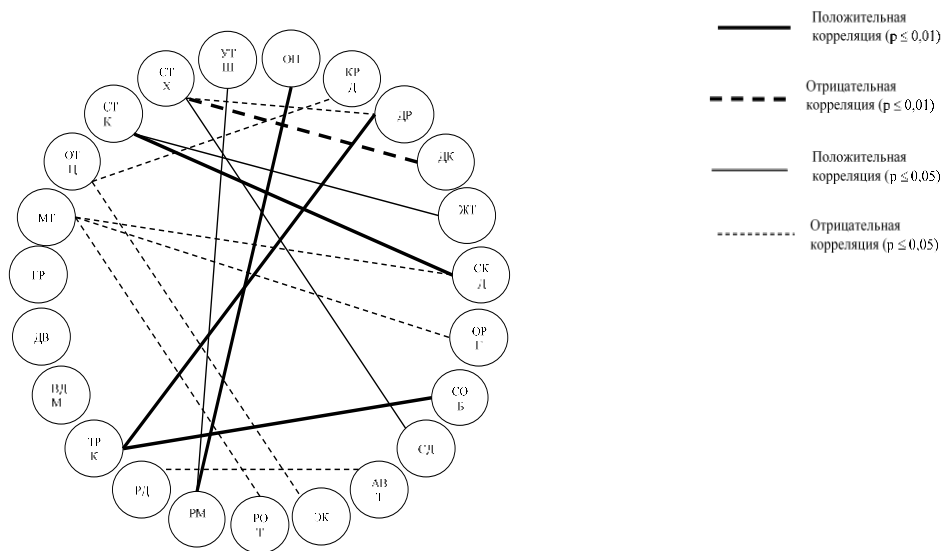 УТ
Ш
ОП
КР
Д
СТ
Х
ДР
СТ
К
ДК
ОТ
Ц
ЖТ
МТ
СК
Д
ГР
ОР
Г
ДВ
СО
Б
ВД
М
ТР
К
СД
РД
АВ
Т
РМ
РО
Т
ЭК
Положительная
корреляция (p ≤ 0,01)
Отрицательная
корреляция (p ≤ 0,01)
Положительная
корреляция (p ≤ 0,05)
Отрицательная
корреляция (p ≤ 0,05)